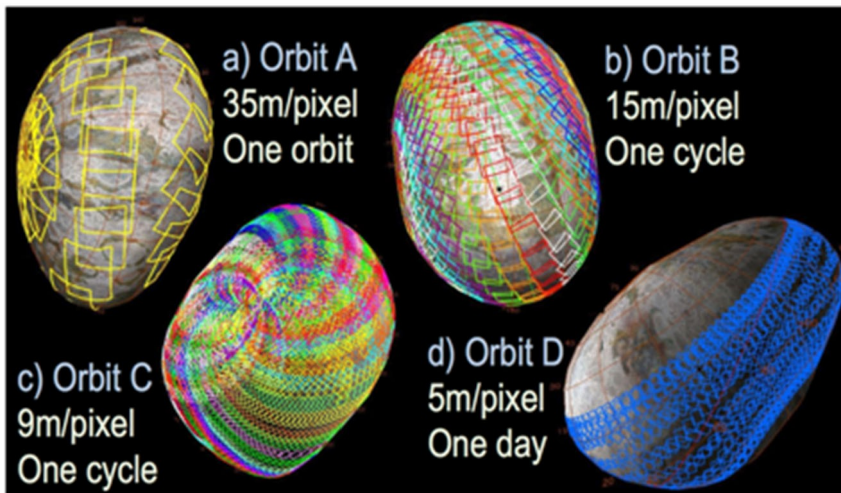 a) Orbit A
35m/pixel
One orbit
b) Orbit B
15m/pixel
One cycle
c) Orbit C
9m/pixel
One cycle
d) Orbit D
5m/pixel
One day